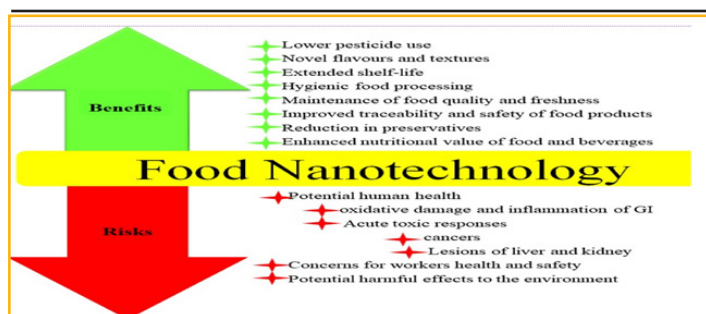 Lower pesticide use
Novel flavours and textures
Extended shelf-life
Hygienic food processing
Maintenance of food quality and freshness
Benefits
Improved traceability and safety of food products
Reduction in preservatives
Enhanced nutritional value of food and beverages
Food Nanotechnology
Potential human health
oxidative damage and inflammation of GI
Acute toxic responses
Risks
cancers
Lesions of liver and kidney
Concerns for workers health and safety
Potential harmful effects to the environment